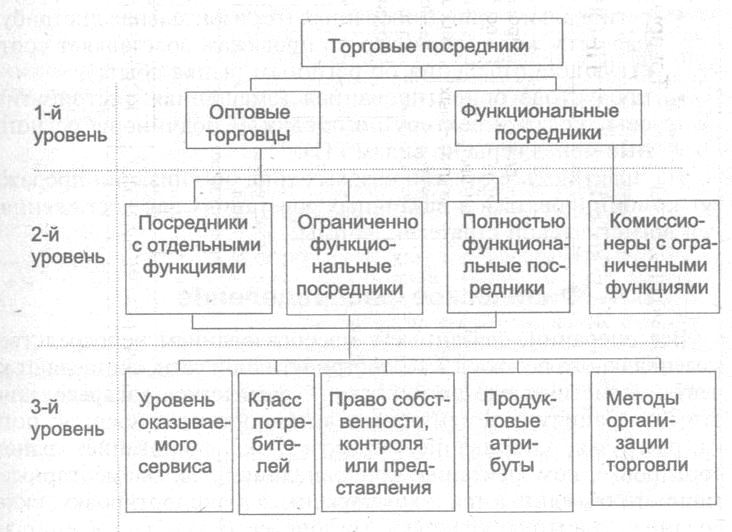 Торговые посредники
1-й
уровень
Оптовые
торговцы
Функциональные
посредники
2-й
уровень
Посредники
с отдельными
функциями
Ограниченно
функцио-
нальные
посредники
Полностью
функциона-
льные пос-
редники
Комиссио-
неры с огра-
ниченными
функциями
3-й
уровень
Уровень
оказывае-
мого
сервиса
Класс
потре-
бите-
лей
Право собст-
венности,
контроля
или пред-
ставления
Продук-
товые
атри-
буты
Методы
органи-
зации
торговли